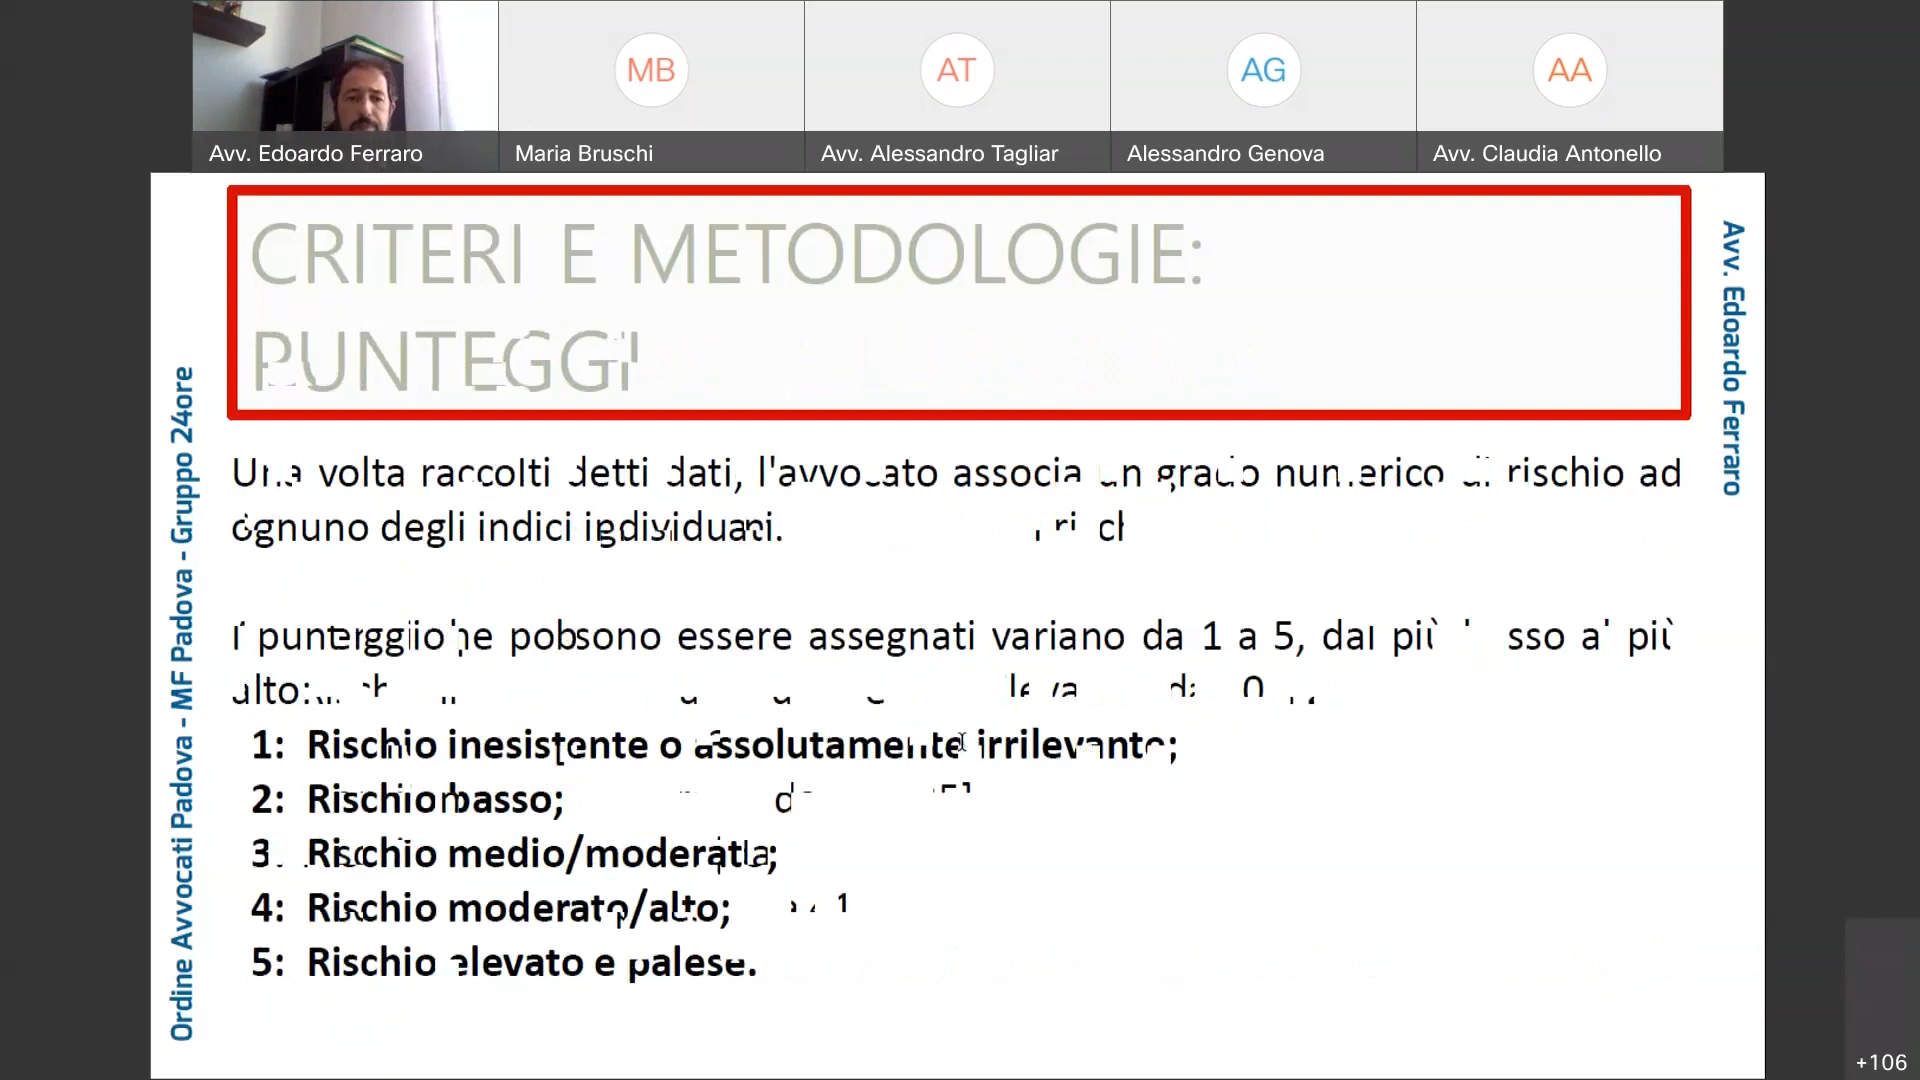 MB
AT
AG
AA
Avv. Edoardo Ferraro
Maria Bruschi
Avv. Alessandro Tagliar
Alessandro Genova
Avv. Claudia Antonello
CRITERI E METODOLOGIE:
PUNTEGGI
Una volta raccolti detti dati, l'avvocato associa un grado numerico di rischio ad
ognuno degli indici individuati.
I punteggi che possono essere assegnati variano da 1 a 5, dal più basso al più
alto:
1: Rischio inesistente o assolutamente irrilevante;
2: Rischio basso;
3: Rischio medio/moderato;
4: Rischio moderato/alto;
5: Rischio elevato e palese.
Ordine Avvocati Padova - MF Padova - Gruppo 24ore
Avv. Edoardo Ferraro
+106